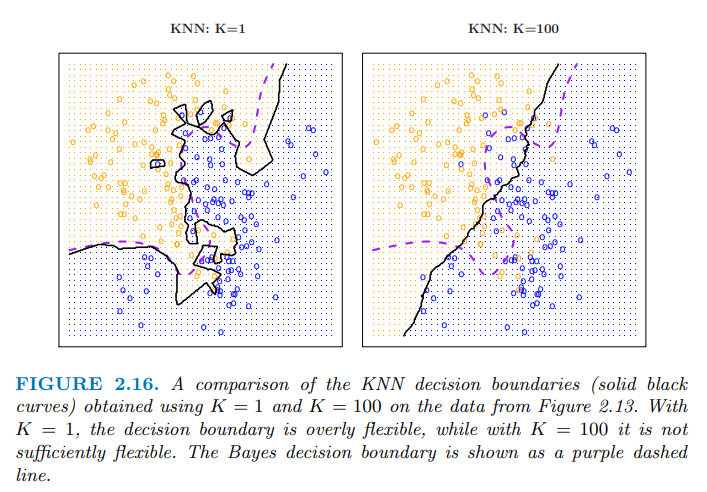 KNN: K=1
KNN: K=100
FIGURE 2.16. A comparison of the KNN decision boundaries (solid black
curves) obtained using K = 1 and K = 100 on the data from Figure 2.13. With
K = 1, the decision boundary is overly flexible, while with K = 100 it is not
sufficiently flexible. The Bayes decision boundary is shown as a purple dashed
line.